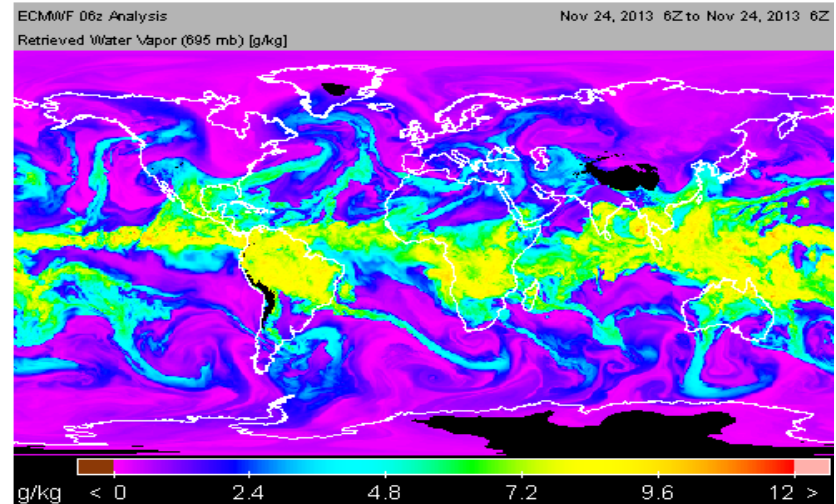 ECMWF 06z Analysis Nov 24, 2013 6Z to Nov 24, 2013 6Z
Retrieved Water Vapor (695 mb) [g/kg]
g/kg < 0 2.4 4.8 7.2 9.6 12 >